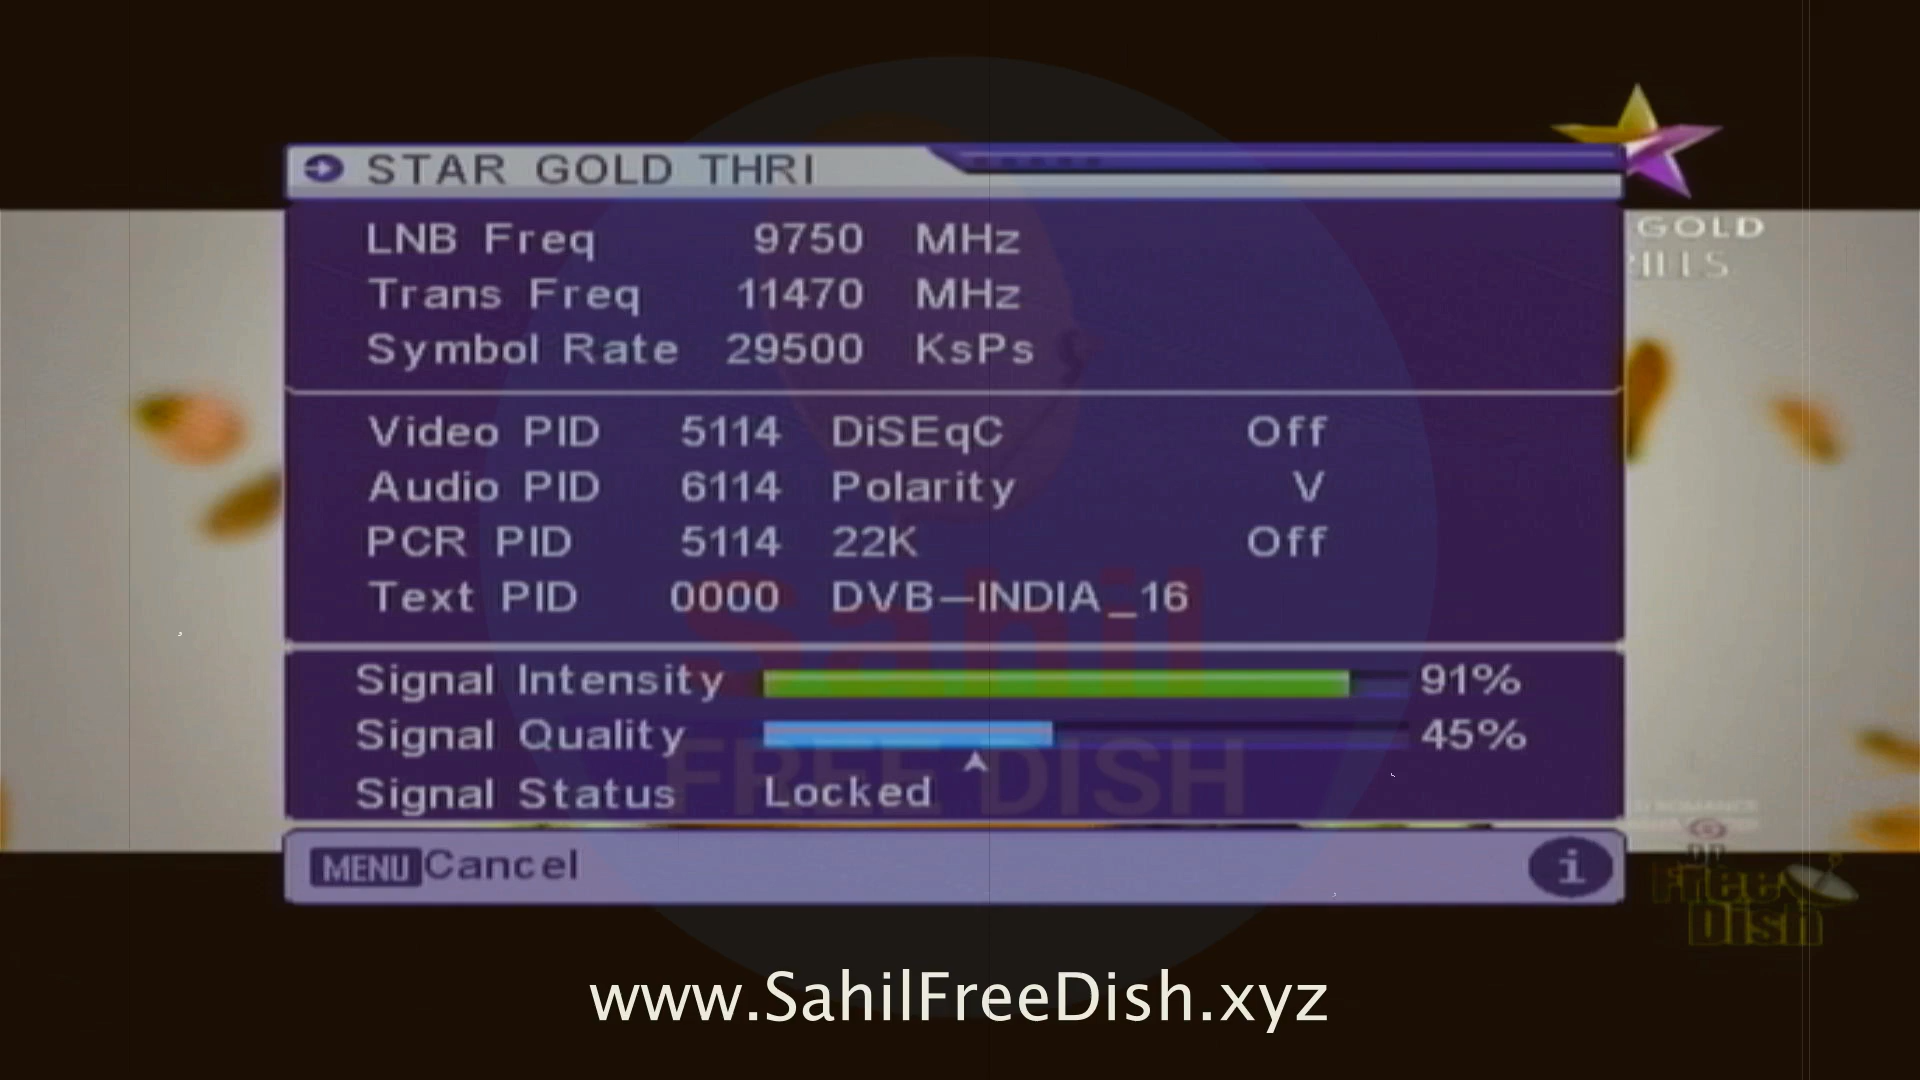 STAR GOLD THRI
LNB Freq 9750 MHz
Trans Freq 11470 MHz
Symbol Rate 29500 KsPs
GOLD
Video PID 5114 DiSEqC Off
Audio PID 6114 Polarity V
PCR PID 5114 22K Off
Text PID 0000 DVB–INDIA_16
Sahil
Signal Intensity 91%
Signal Quality 45%
FREE DISH
Signal Status Locked
MENU Cancel
i
DD
Free
Dish
www.SahilFreeDish.xyz